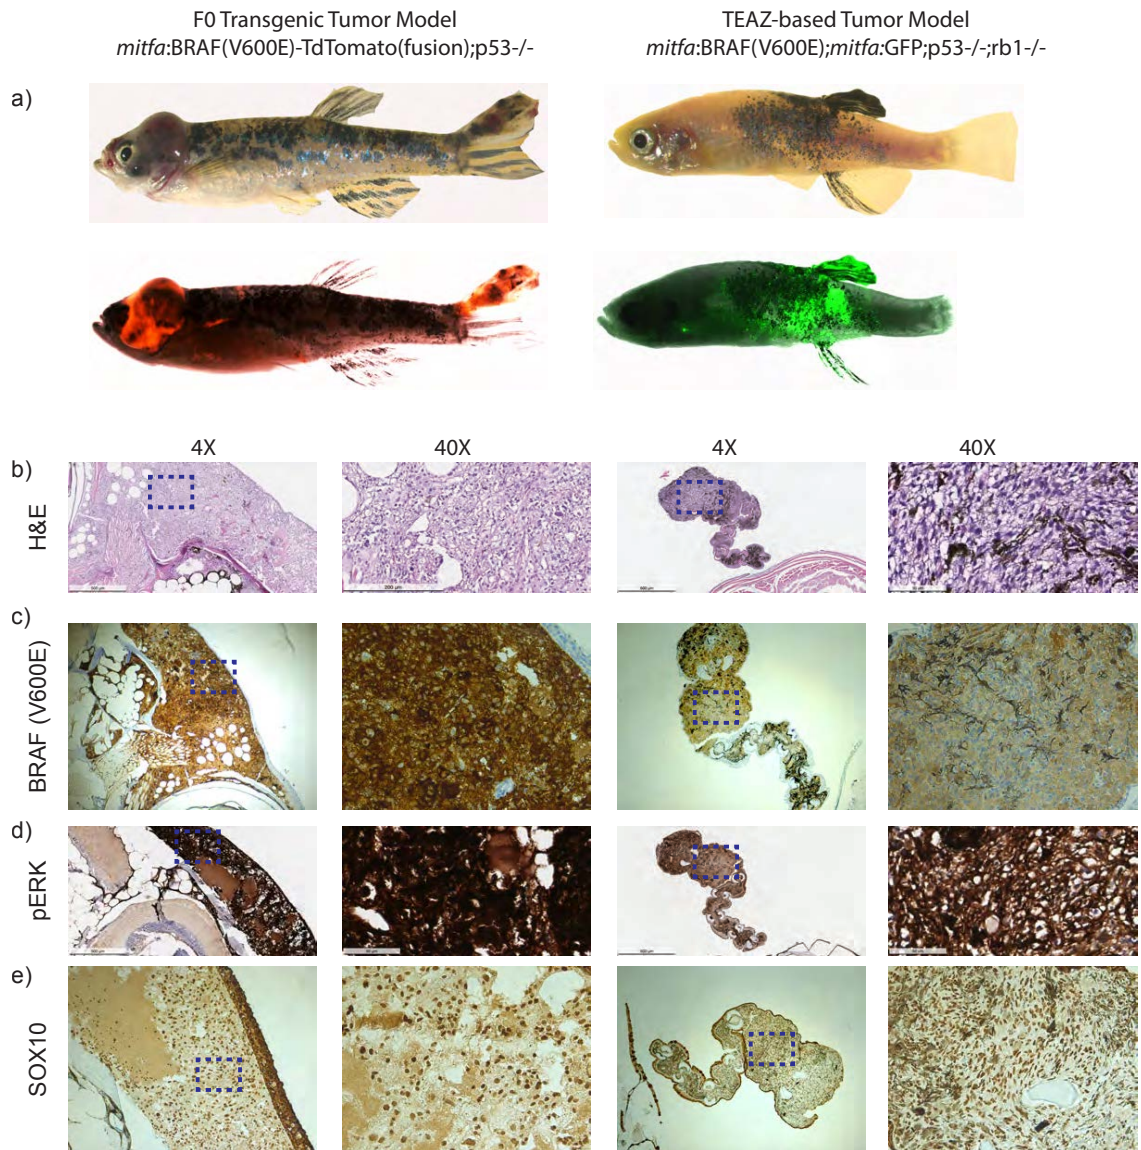 F0 Transgenic Tumor Model
mitfa:BRAF(V600E)-TdTomato(fusion);p53-/-
TEAZ-based Tumor Model
mitfa:BRAF(V600E);mitfa:GFP;p53-/-;rb1-/-
a)
4X
40X
4X
40X
b)
H&E
c)
BRAF (V600E)
d)
pERK
e)
SOX10